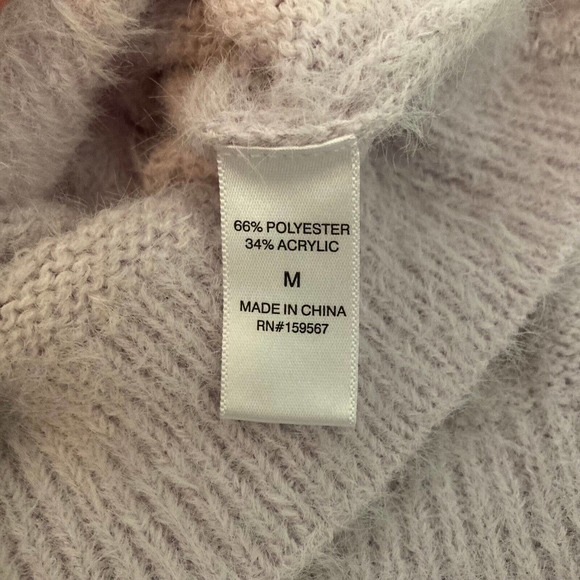 66% POLYESTER
34% ACRYLIC
M
MADE IN CHINA
RN#159567